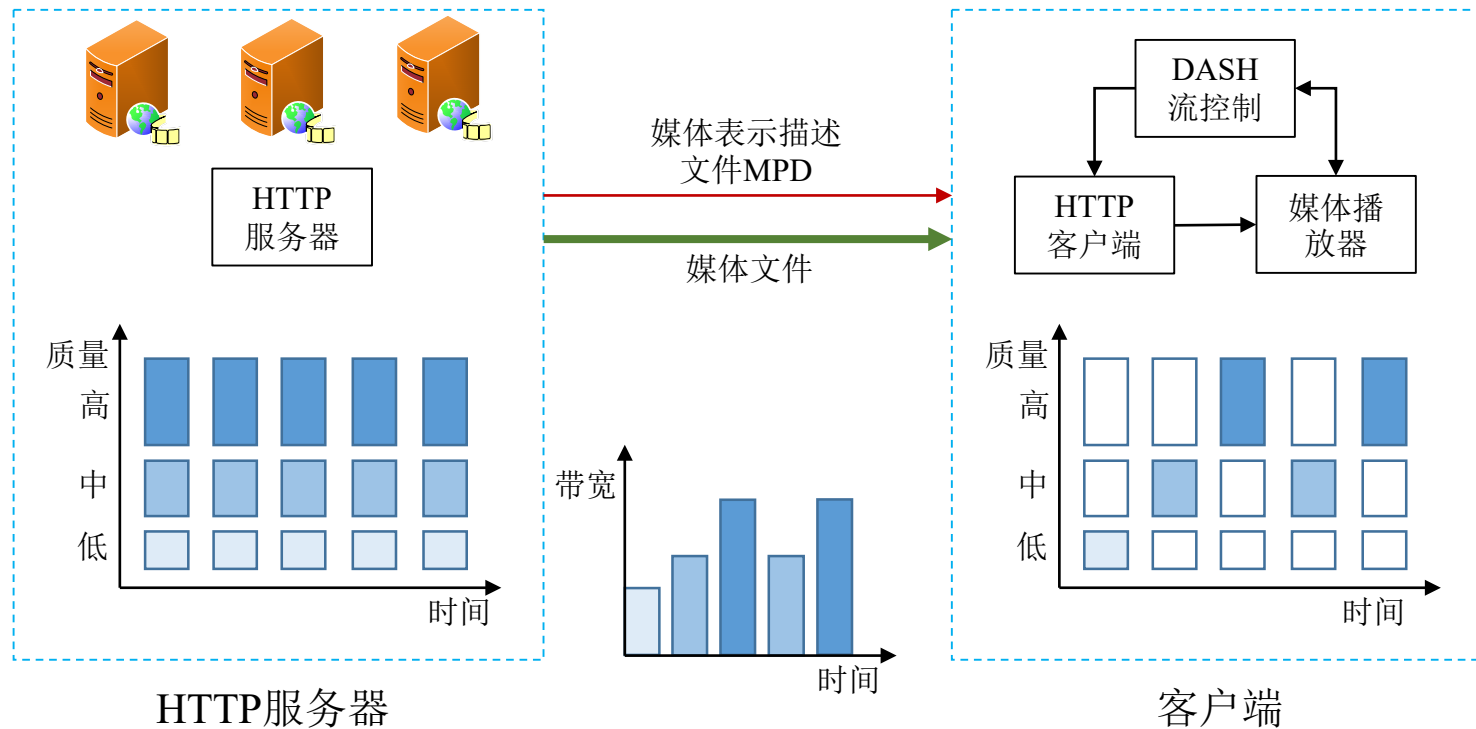 HTTP
服务器
质量
高
中
低
时间
HTTP服务器
媒体表示描述
文件MPD
媒体文件
带宽
时间
DASH
流控制
HTTP
客户端
媒体播
放器
质量
高
中
低
时间
客户端